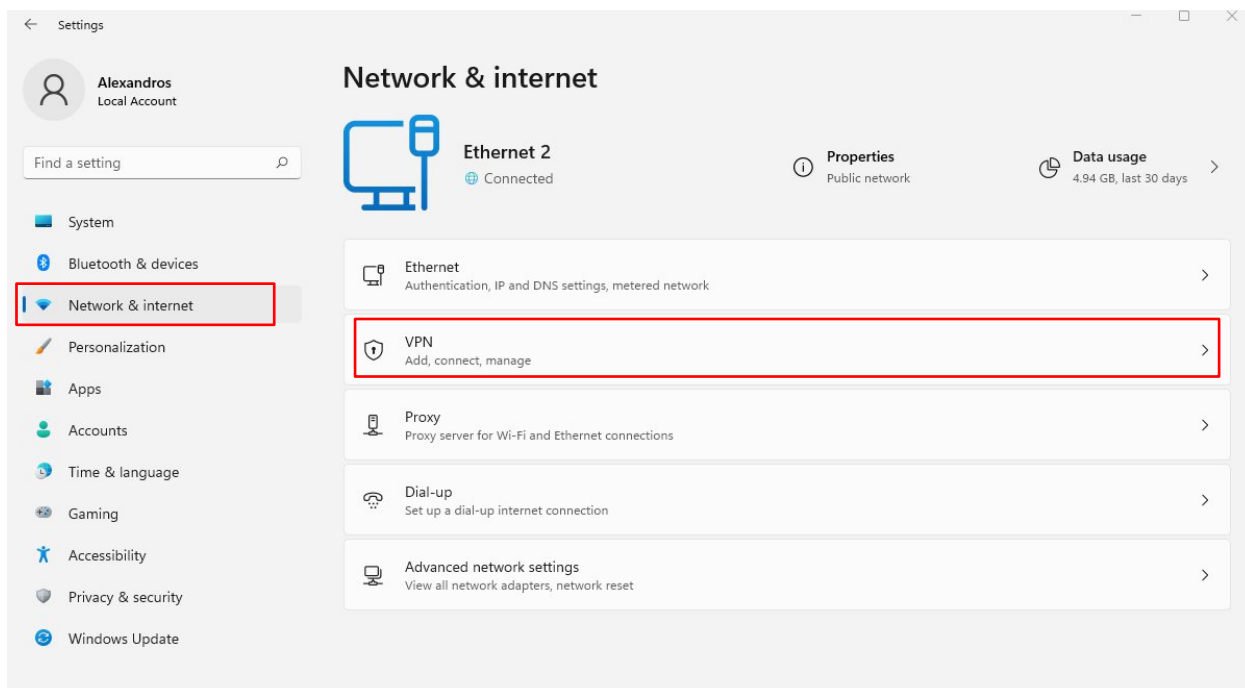 Settings
Alexandros
Local Account
Find a setting
System
Bluetooth & devices
Network & internet
Personalization
Apps
Accounts
Time & language
Gaming
Accessibility
Privacy & security
Windows Update
Network & internet
Ethernet 2
Connected
Properties
Public network
Data usage
4.94 GB, last 30 days
Ethernet
Authentication, IP and DNS settings, metered network
VPN
Add, connect, manage
Proxy
Proxy server for Wi-Fi and Ethernet connections
Dial-up
Set up a dial-up internet connection
Advanced network settings
View all network adapters, network reset